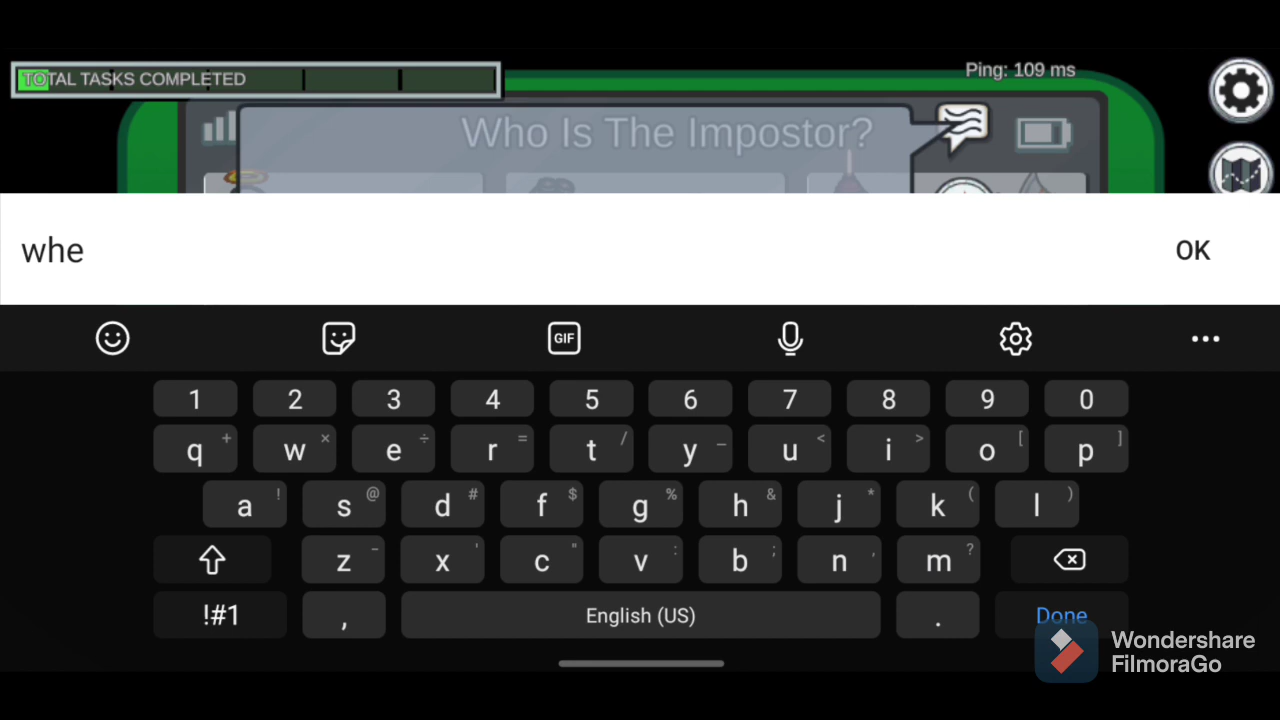 TOTAL TASKS COMPLETED
Ping: 109 ms
Who Is The Impostor?
whe
OK
GIF
1 2 3 4 5 6 7 8 9 0
q + w × e ÷ r = t / y _ u < i > o [ p ]
a ! s @ d # f $ g % h & j * k ( l )
z - x ' c " v : b ; n , m ?
!#1 , English (US) . Done
Wondershare
FilmoraGo